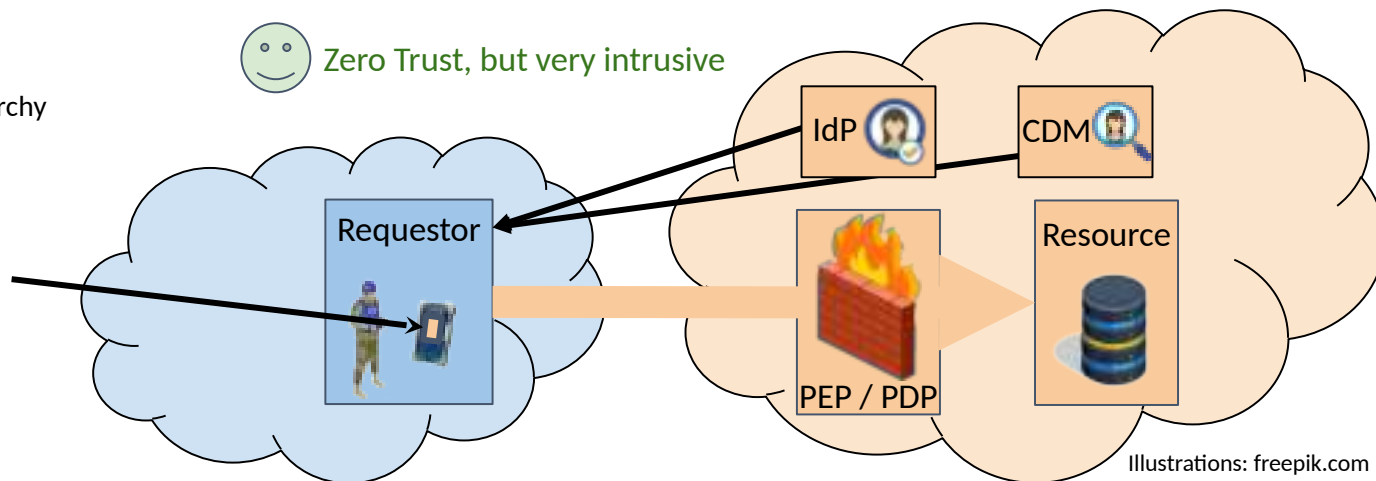 Zero Trust, but very intrusive
rchy
IdP
CDM
Requestor
Resource
PEP / PDP
Illustrations: freepik.com